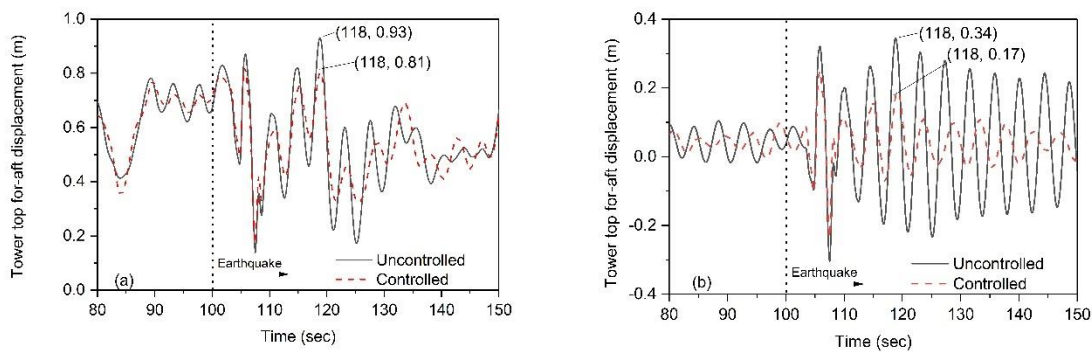 Tower top for-aft displacement (m)
1.0
0.8
0.6
0.4
0.2
0.0
(118, 0.93)
(118, 0.81)
Earthquake
(a)
Uncontrolled
Controlled
80 90 100 110 120 130 140 150
Time (sec)
Tower top for-aft displacement (m)
0.4
0.2
0.0
-0.2
-0.4
(118, 0.34)
(118, 0.17)
Earthquake
(b)
Uncontrolled
Controlled
80 90 100 110 120 130 140 150
Time (sec)